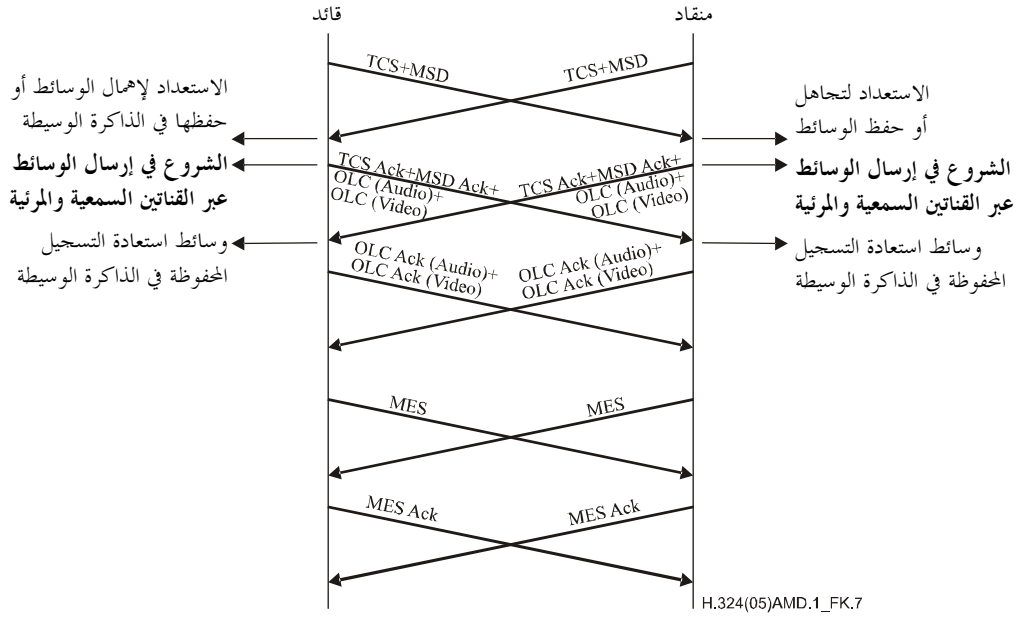 قائد
منقاد
TCS+MSD
TCS+MSD
الاستعداد لإهمال الوسائط أو
حفظها في الذاكرة الوسيطة
الاستعداد لتجاهل
أو حفظ الوسائط
الشروع في إرسال الوسائط
عبر القناتين السمعية والمرئية
TCS Ack+MSD Ack+
OLC (Audio)+
OLC (Video)
TCS Ack+MSD Ack+
OLC (Audio)+
OLC (Video)
الشروع في إرسال الوسائط
عبر القناتين السمعية والمرئية
وسائط استعادة التسجيل
المحفوظة في الذاكرة الوسيطة
OLC Ack (Audio)+
OLC Ack (Video)
OLC Ack (Audio)+
OLC Ack (Video)
وسائط استعادة التسجيل
المحفوظة في الذاكرة الوسيطة
MES
MES
MES Ack
MES Ack
H.324(05)AMD.1_FK.7